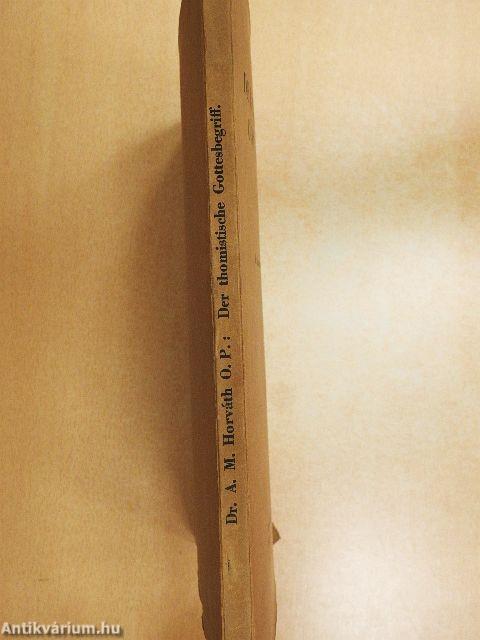 Dr. A. M. Horváth O. P.: Der thomistische Gottesbegriff.
Antikvárium.hu